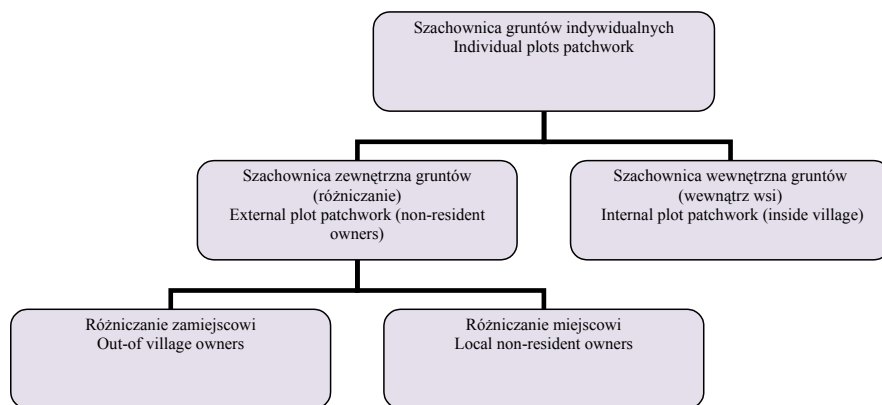 Szachownica gruntów indywidualnych
Individual plots patchwork
Szachownica zewnętrzna gruntów
(różniczanie)
External plot patchwork (non-resident
owners)
Szachownica wewnętrzna gruntów
(wewnątrz wsi)
Internal plot patchwork (inside village)
Różniczanie zamiejscowi
Out-of village owners
Różniczanie miejscowi
Local non-resident owners